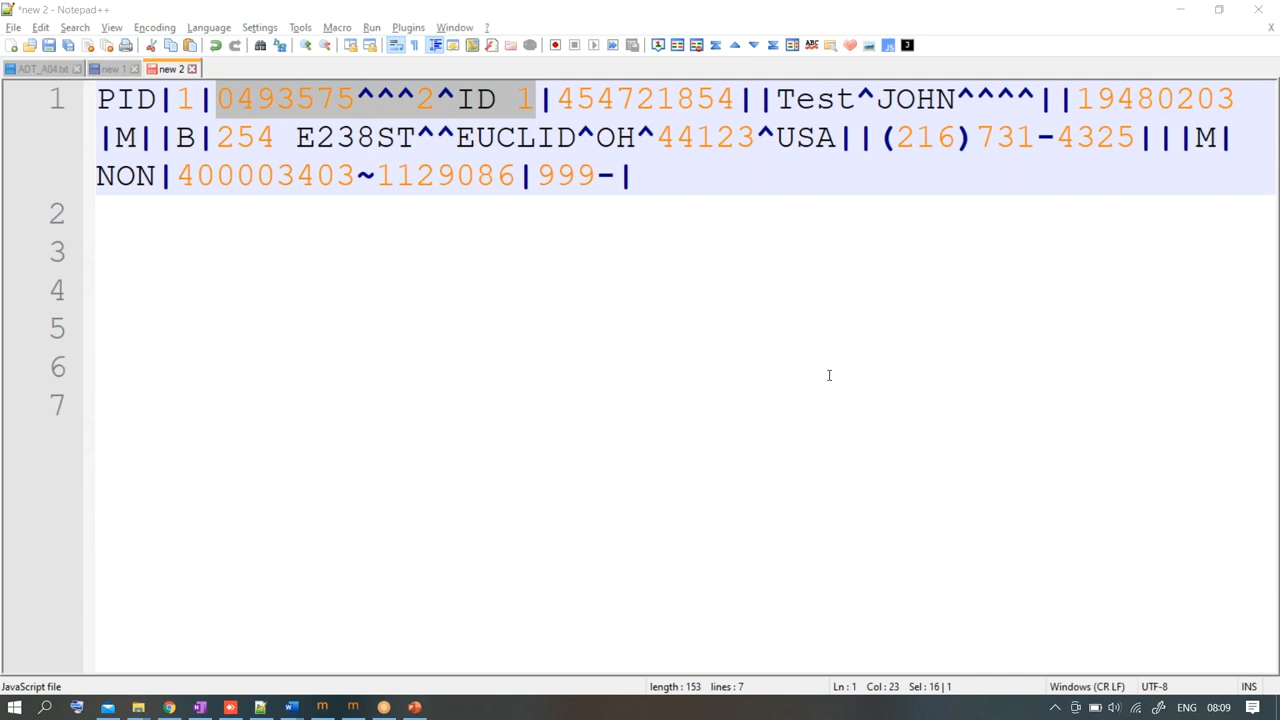 *new 2 - Notepad++
File Edit Search View Encoding Language Settings Tools Macro Run Plugins Window ?
X
ADT_A04.txt new 1 new 2
1 PID|1|0493575^^^2^ID 1|454721854||Test^JOHN^^^^||19480203
|M||B|254 E238ST^^EUCLID^OH^44123^USA||(216)731-4325|||M|
NON|400003403~1129086|999-|
2
3
4
5
6
7
JavaScript file length : 153 lines : 7 Ln : 1 Col : 23 Sel : 16 | 1 Windows (CR LF) UTF-8 INS
ENG 08:09